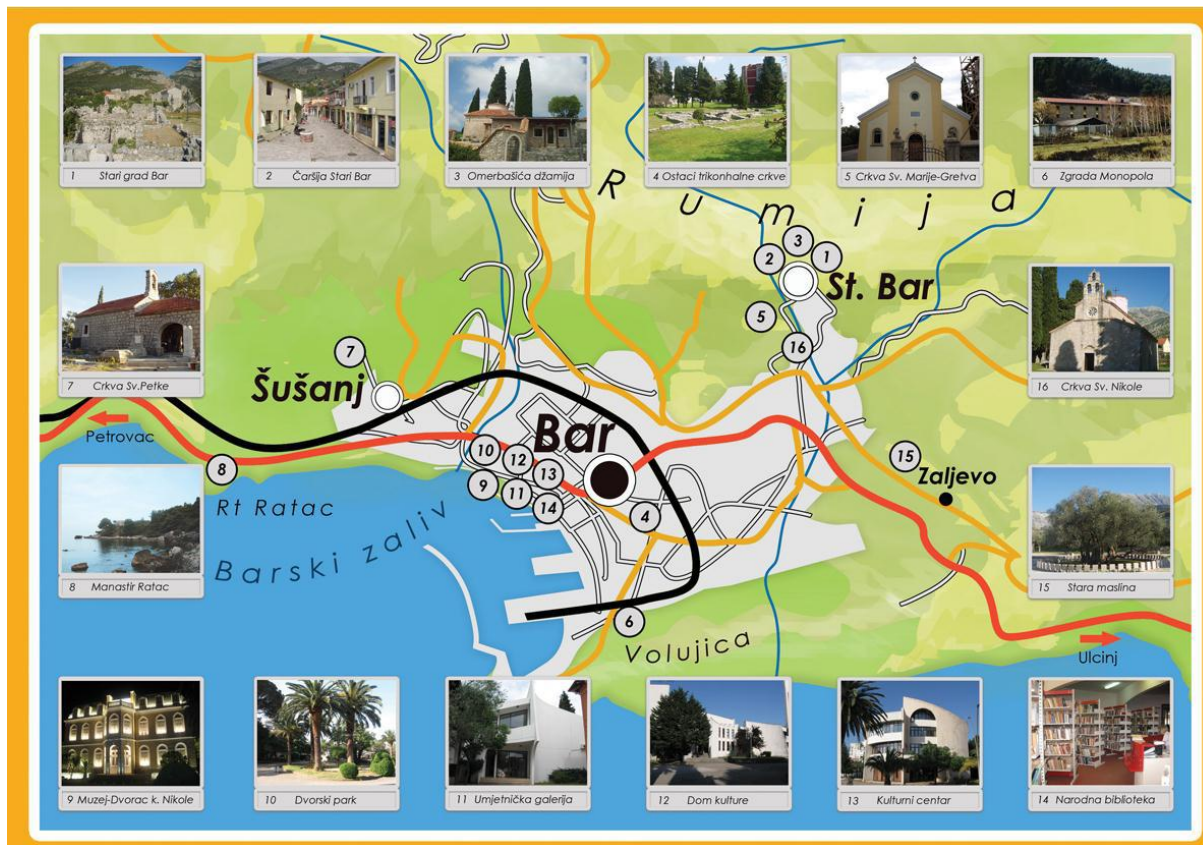 1 Stari grad Bar
2 Čaršija Stari Bar
3 Omerbašića džamija
4 Ostaci trikonhalne crkve
5 Crkva Sv. Marije-Gretva
6 Zgrada Monopola
Rumija
3
2
1
St. Bar
5
16
7 Crkva Sv.Petke
16 Crkva Sv. Nikole
7
Šušanj
Bar
Petrovac
8
10
12
13
9
11
14
4
15
Zaljevo
Rt Ratac
Barski zaliv
8 Manastir Ratac
15 Stara maslina
6
Volujica
Ulcinj
9 Muzej-Dvorac k. Nikole
10 Dvorski park
11 Umjetnička galerija
12 Dom kulture
13 Kulturni centar
14 Narodna biblioteka